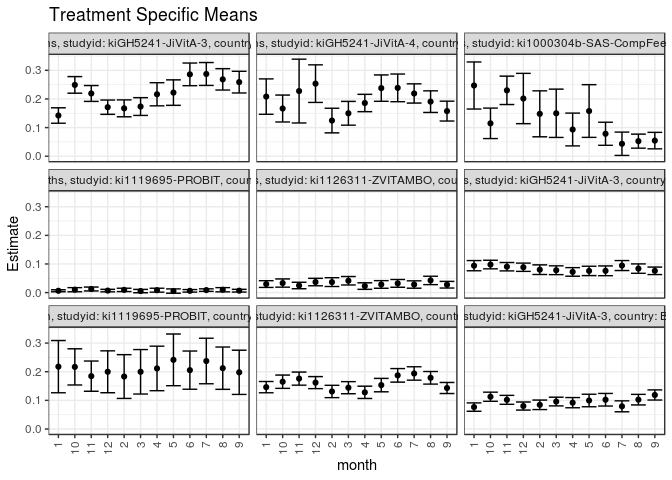 Treatment Specific Means
studyid: kiGH5241-JiVitA-3, country
studyid: kiGH5241-JiVitA-4, country
studyid: ki1000304b-SAS-CompFee
0.3
0.2
0.1
0.0
studyid: ki1119695-PROBIT,
studyid: ki1126311-ZVITAMBO,
studyid: kiGH5241-JiVitA-3, country
Estimate
0.3
0.2
0.1
0.0
studyid: ki1119695-PROBIT, country
studyid: ki1126311-ZVITAMBO,
studyid: kiGH5241-JiVitA-3, country:
0.3
0.2
0.1
0.0
1 10 11 12 2 3 4 5 6 7 8 9
1 10 11 12 2 3 4 5 6 7 8 9
1 10 11 12 2 3 4 5 6 7 8 9
month